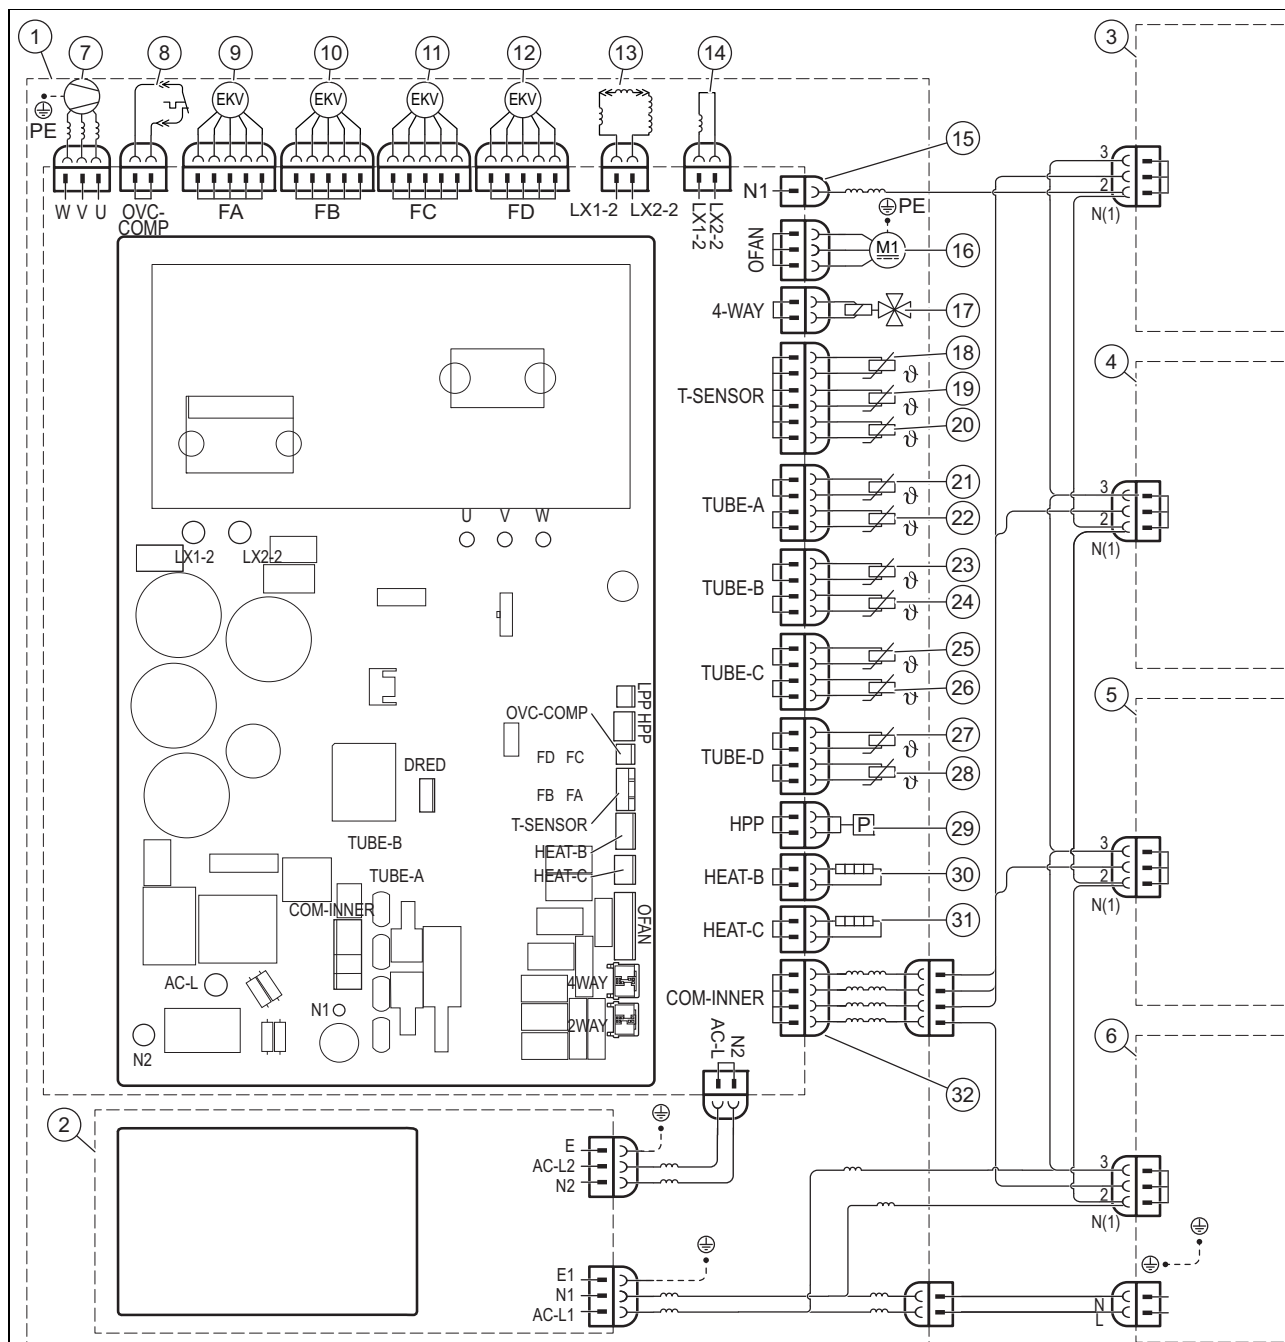 1
7
8
9
10
11
12
13
14
3
PE
EKV
EKV
EKV
EKV
W V U
OVC-COMP
FA
FB
FC
FD
LX1-2
LX2-2
LX1-2
LX2-2
N1
15
3
2
N(1)
PE
OFAN
M1
16
4-WAY
17
4
T-SENSOR
18
ϑ
19
ϑ
20
ϑ
TUBE-A
21
ϑ
22
ϑ
3
2
N(1)
TUBE-B
23
ϑ
24
ϑ
TUBE-C
25
ϑ
26
ϑ
5
TUBE-D
27
ϑ
28
ϑ
HPP
P
29
HEAT-B
30
HEAT-C
31
3
2
N(1)
COM-INNER
32
6
U
V
W
LX1-2
LX2-2
LPP HPP
OVC-COMP
FD FC
DRED
FB FA
T-SENSOR
TUBE-B
HEAT-B
TUBE-A
HEAT-C
COM-INNER
OFAN
AC-L
4WAY
N1
2WAY
N2
AC-L
N2
2
E
AC-L2
N2
3
2
N(1)
E1
N1
AC-L1
N
L